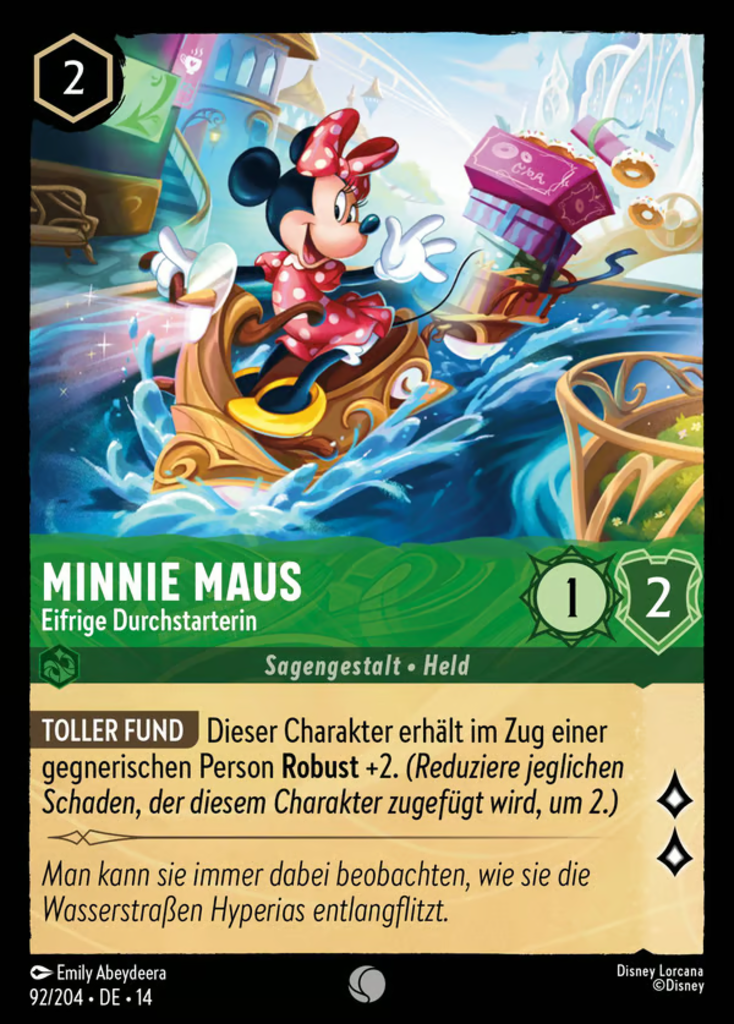 2
MINNIE MAUS
Eifrige Durchstarterin
1
2
Sagengestalt • Held
TOLLER FUND Dieser Charakter erhält im Zug einer
gegnerischen Person Robust +2. (Reduziere jeglichen
Schaden, der diesem Charakter zugefügt wird, um 2.)
Man kann sie immer dabei beobachten, wie sie die
Wasserstraßen Hyperias entlangflitzt.
Emily Abeydeera
92/204 • DE • 14
Disney Lorcana
©Disney